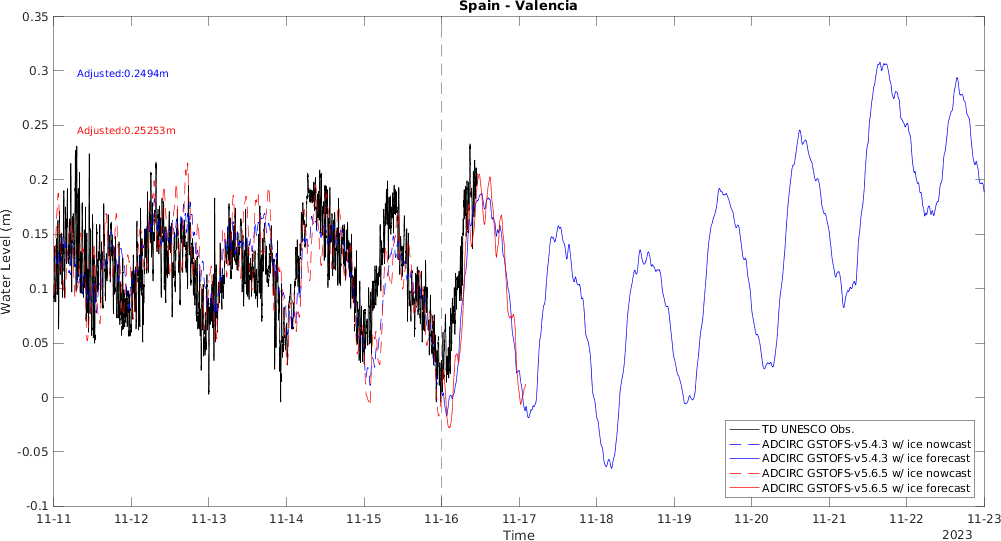 Spain - Valencia
0.35
0.3
0.25
0.2
0.15
0.1
0.05
0
-0.05
-0.1
Water Level (m)
Adjusted:0.2494m
Adjusted:0.25253m
TD UNESCO Obs.
ADCIRC GSTOFS-v5.4.3 w/ ice nowcast
ADCIRC GSTOFS-v5.4.3 w/ ice forecast
ADCIRC GSTOFS-v5.6.5 w/ ice nowcast
ADCIRC GSTOFS-v5.6.5 w/ ice forecast
11-11 11-12 11-13 11-14 11-15 11-16 11-17 11-18 11-19 11-20 11-21 11-22 11-23
Time
2023